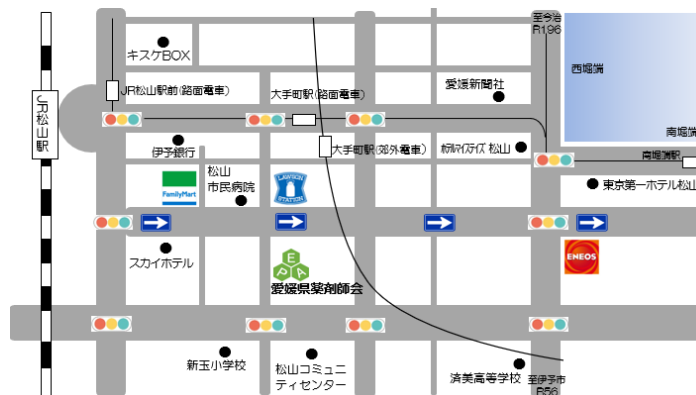 至今治
R196
キスケBOX
西堀端
JR松山駅前(路面電車)
大手町駅(路面電車)
愛媛新聞社
JR松山駅
南堀端
伊予銀行
大手町駅(郊外電車)
ホテルマイステイズ 松山
南堀端駅
松山
市民病院
FamilyMart
LAWSON
STATION
東京第一ホテル松山
スカイホテル
E
P
A
愛媛県薬剤師会
ENEOS
新玉小学校
松山コミュニ
ティセンター
済美高等学校
至伊予市
R56